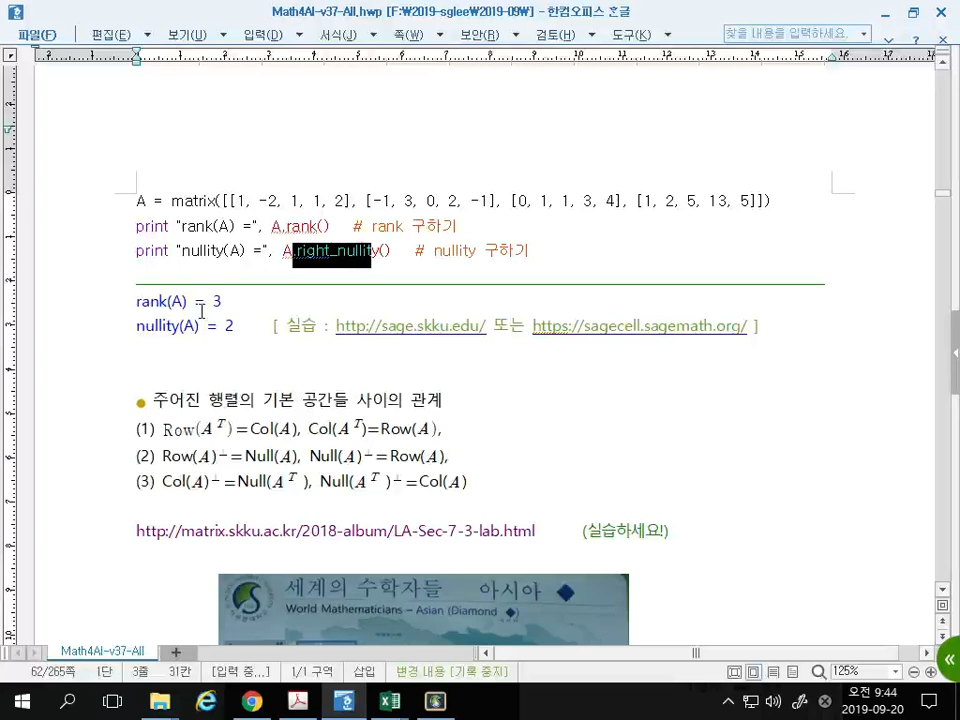 Math4AI-v37-All.hwp [F:₩2019-sglee₩2019-09₩] - 한컴오피스 한글
파일(F) 편집(E) 보기(U) 입력(D) 서식(J) 쪽(W) 보안(R) 검토(H) 도구(K) 찾을 내용을 입력하세요.
A = matrix([[1, -2, 1, 1, 2], [-1, 3, 0, 2, -1], [0, 1, 1, 3, 4], [1, 2, 5, 13, 5]])
print "rank(A) =", A.rank() # rank 구하기
print "nullity(A) =", A.right_nullity() # nullity 구하기
rank(A) = 3
nullity(A) = 2 [ 실습 : http://sage.skku.edu/ 또는 https://sagecell.sagemath.org/ ]
● 주어진 행렬의 기본 공간들 사이의 관계
(1) Row(A^T)=Col(A), Col(A^T)=Row(A),
(2) Row(A)^⊥=Null(A), Null(A)^⊥=Row(A),
(3) Col(A)^⊥=Null(A^T), Null(A^T)^⊥=Col(A)
http://matrix.skku.ac.kr/2018-album/LA-Sec-7-3-lab.html (실습하세요!)
세계의 수학자들 아시아 ◆
World Mathematicians – Asian (Diamond ◆)
Math4AI-v37-All
62/265쪽 1단 3줄 31칸 [입력 중...] 1/1 구역 삽입 변경 내용 [기록 중지] 125%
오전 9:44
2019-09-20